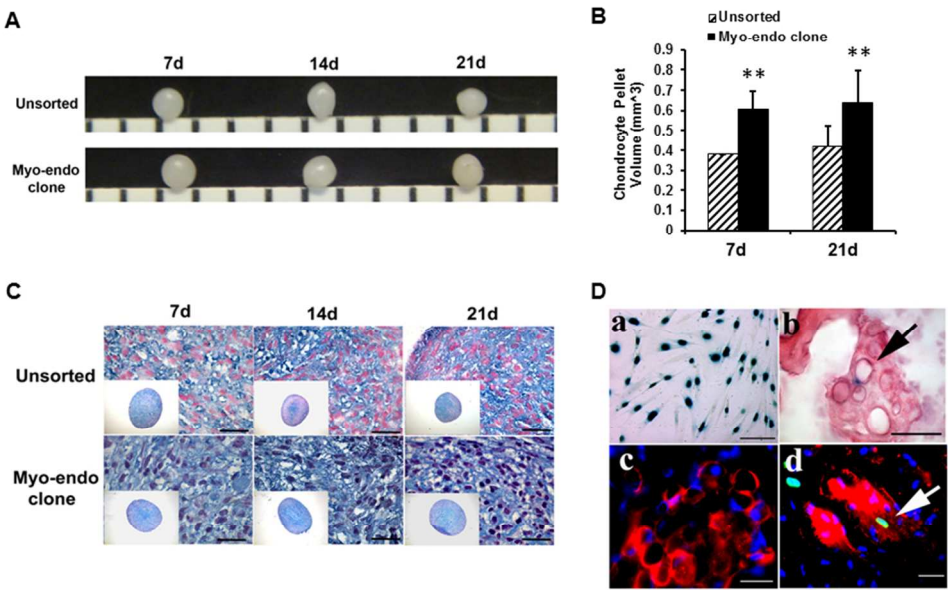 A
7d 14d 21d
Unsorted
Myo-endo
clone
B
Unsorted
Myo-endo clone
Chondrocyte Pellet
Volume (mm^3)
0.9
0.8
0.7
0.6
0.5
0.4
0.3
0.2
0.1
0
** **
7d 21d
C
7d 14d 21d
Unsorted
Myo-endo
clone
D
a b
c d